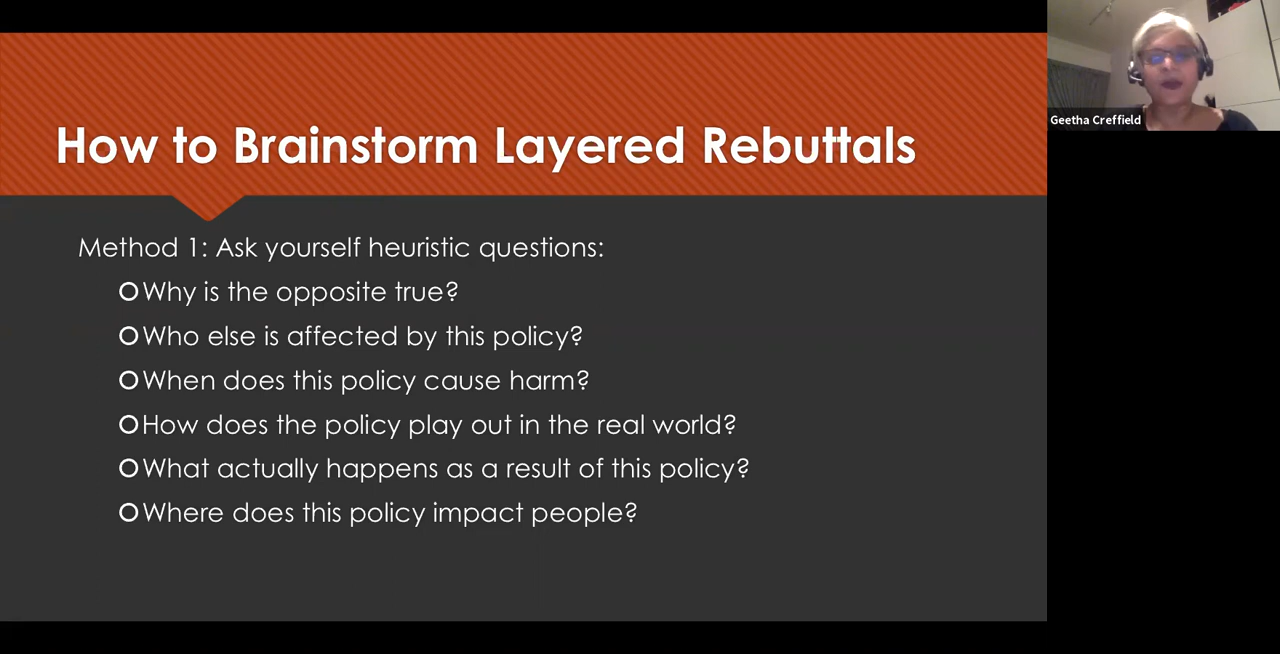 How to Brainstorm Layered Rebuttals
Method 1: Ask yourself heuristic questions:
Why is the opposite true?
Who else is affected by this policy?
When does this policy cause harm?
How does the policy play out in the real world?
What actually happens as a result of this policy?
Where does this policy impact people?
Geetha Creffield